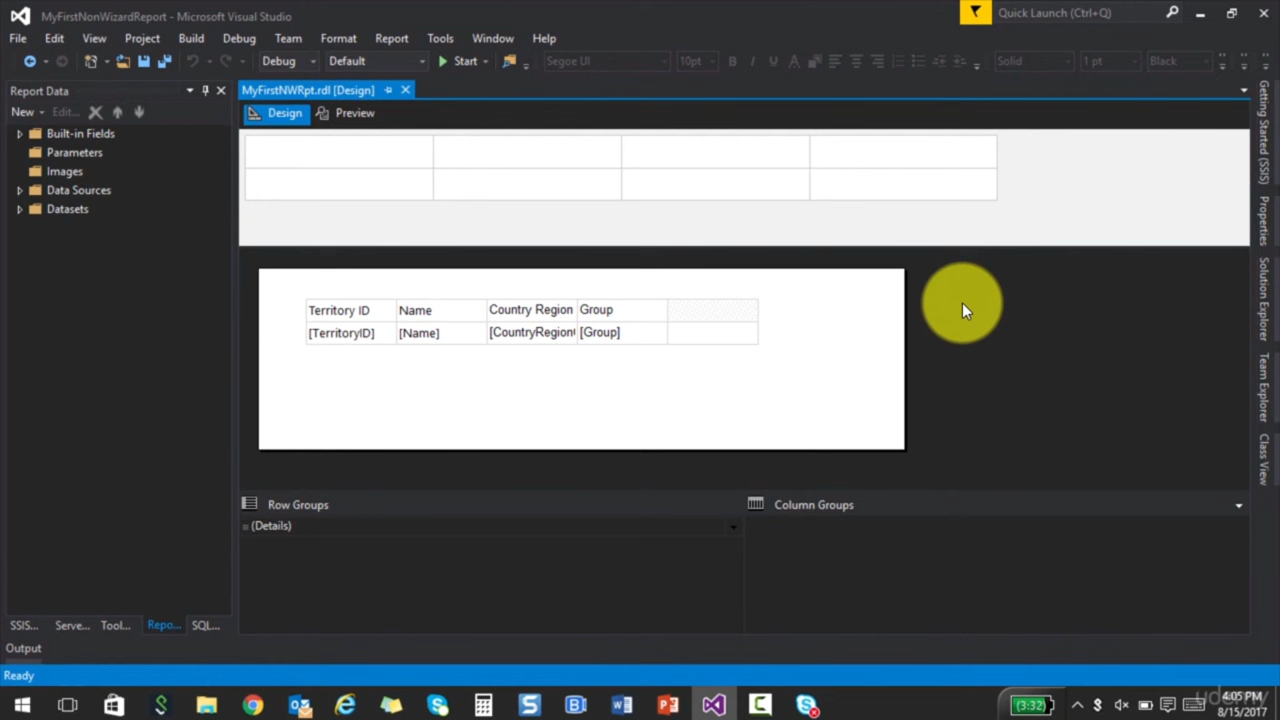 MyFirstNonWizardReport - Microsoft Visual Studio
Quick Launch (Ctrl+Q)
File Edit View Project Build Debug Team Format Report Tools Window Help
Debug Default Start Segoe UI 10pt B I U A Solid 1 pt Black
Report Data
MyFirstNWRpt.rdl [Design]
New Edit...
Design Preview
Built-in Fields
Parameters
Images
Data Sources
Datasets
Territory ID Name Country Region Group
[TerritoryID] [Name] [CountryRegion [Group]
Row Groups
Column Groups
(Details)
Getting Started (SSIS)
Properties
Solution Explorer
Team Explorer
Class View
SSIS... Serve... Tool... Repo... SQL...
Output
Ready
(3:32)
4:05 PM
8/15/2017
udemy